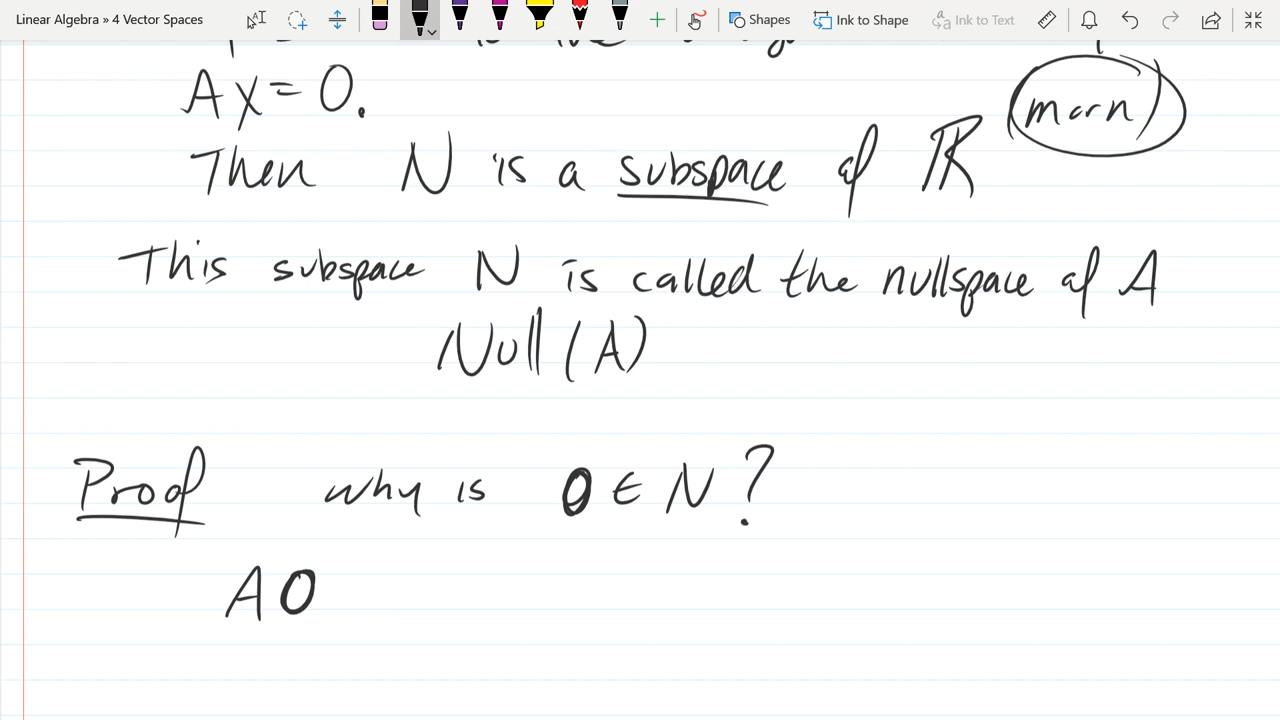 Linear Algebra » 4 Vector Spaces
Shapes
Ink to Shape
Ink to Text
Ax = 0.
(m or n)
Then N is a subspace of ℝ
This subspace N is called the nullspace of A
Null(A)
Proof why is 0 ∈ N?
A0